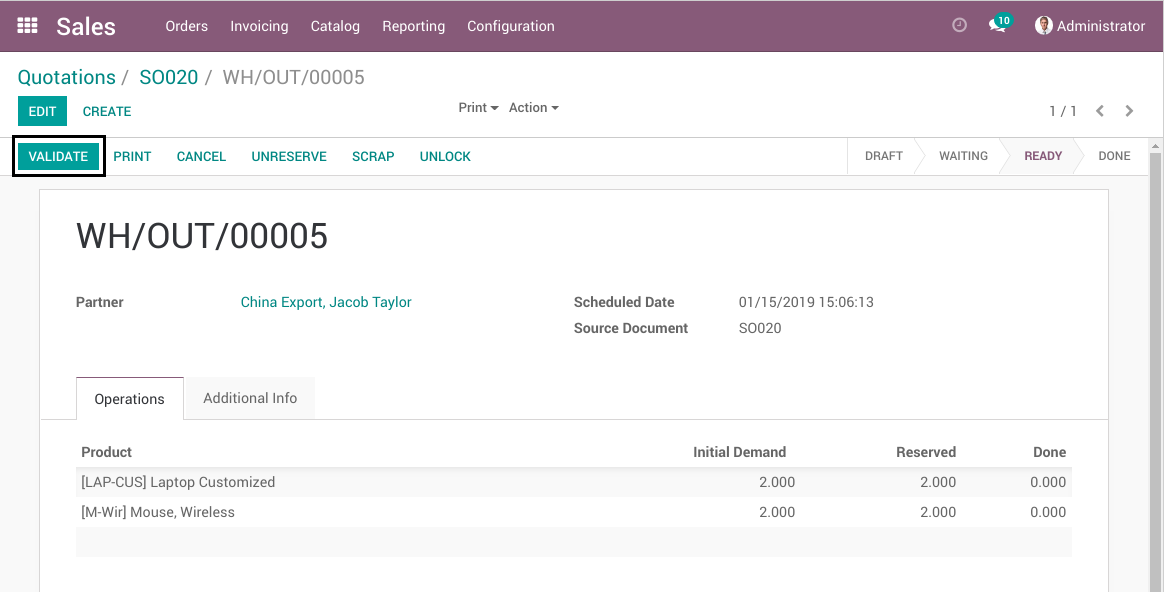 Sales Orders Invoicing Catalog Reporting Configuration 10 Administrator
Quotations / SO020 / WH/OUT/00005
EDIT CREATE Print Action 1 / 1
VALIDATE PRINT CANCEL UNRESERVE SCRAP UNLOCK DRAFT WAITING READY DONE
WH/OUT/00005
Partner China Export, Jacob Taylor Scheduled Date 01/15/2019 15:06:13
Source Document SO020
Operations Additional Info
Product Initial Demand Reserved Done
[LAP-CUS] Laptop Customized 2.000 2.000 0.000
[M-Wir] Mouse, Wireless 2.000 2.000 0.000